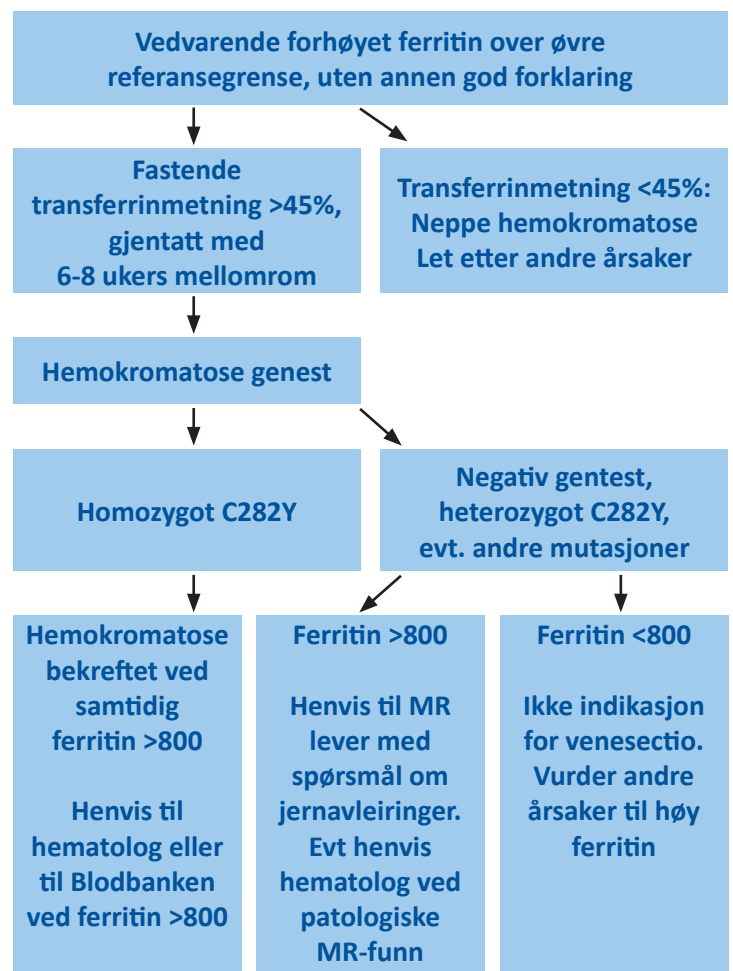 Vedvarende forhøyet ferritin over øvre
referansegrense, uten annen god forklaring
Fastende
transferrinmetning >45%,
gjentatt med
6-8 ukers mellomrom
Transferrinmetning <45%:
Neppe hemokromatose
Let etter andre årsaker
Hemokromatose genest
Homozygot C282Y
Negativ gentest,
heterozygot C282Y,
evt. andre mutasjoner
Hemokromatose
bekreftet ved
samtidig
ferritin >800
Henvis til
hematolog eller
til Blodbanken
ved ferritin >800
Ferritin >800
Henvis til MR
lever med
spørsmål om
jernavleiringer.
Evt henvis
hematolog ved
patologiske
MR-funn
Ferritin <800
Ikke indikasjon
for venesectio.
Vurder andre
årsaker til høy
ferritin